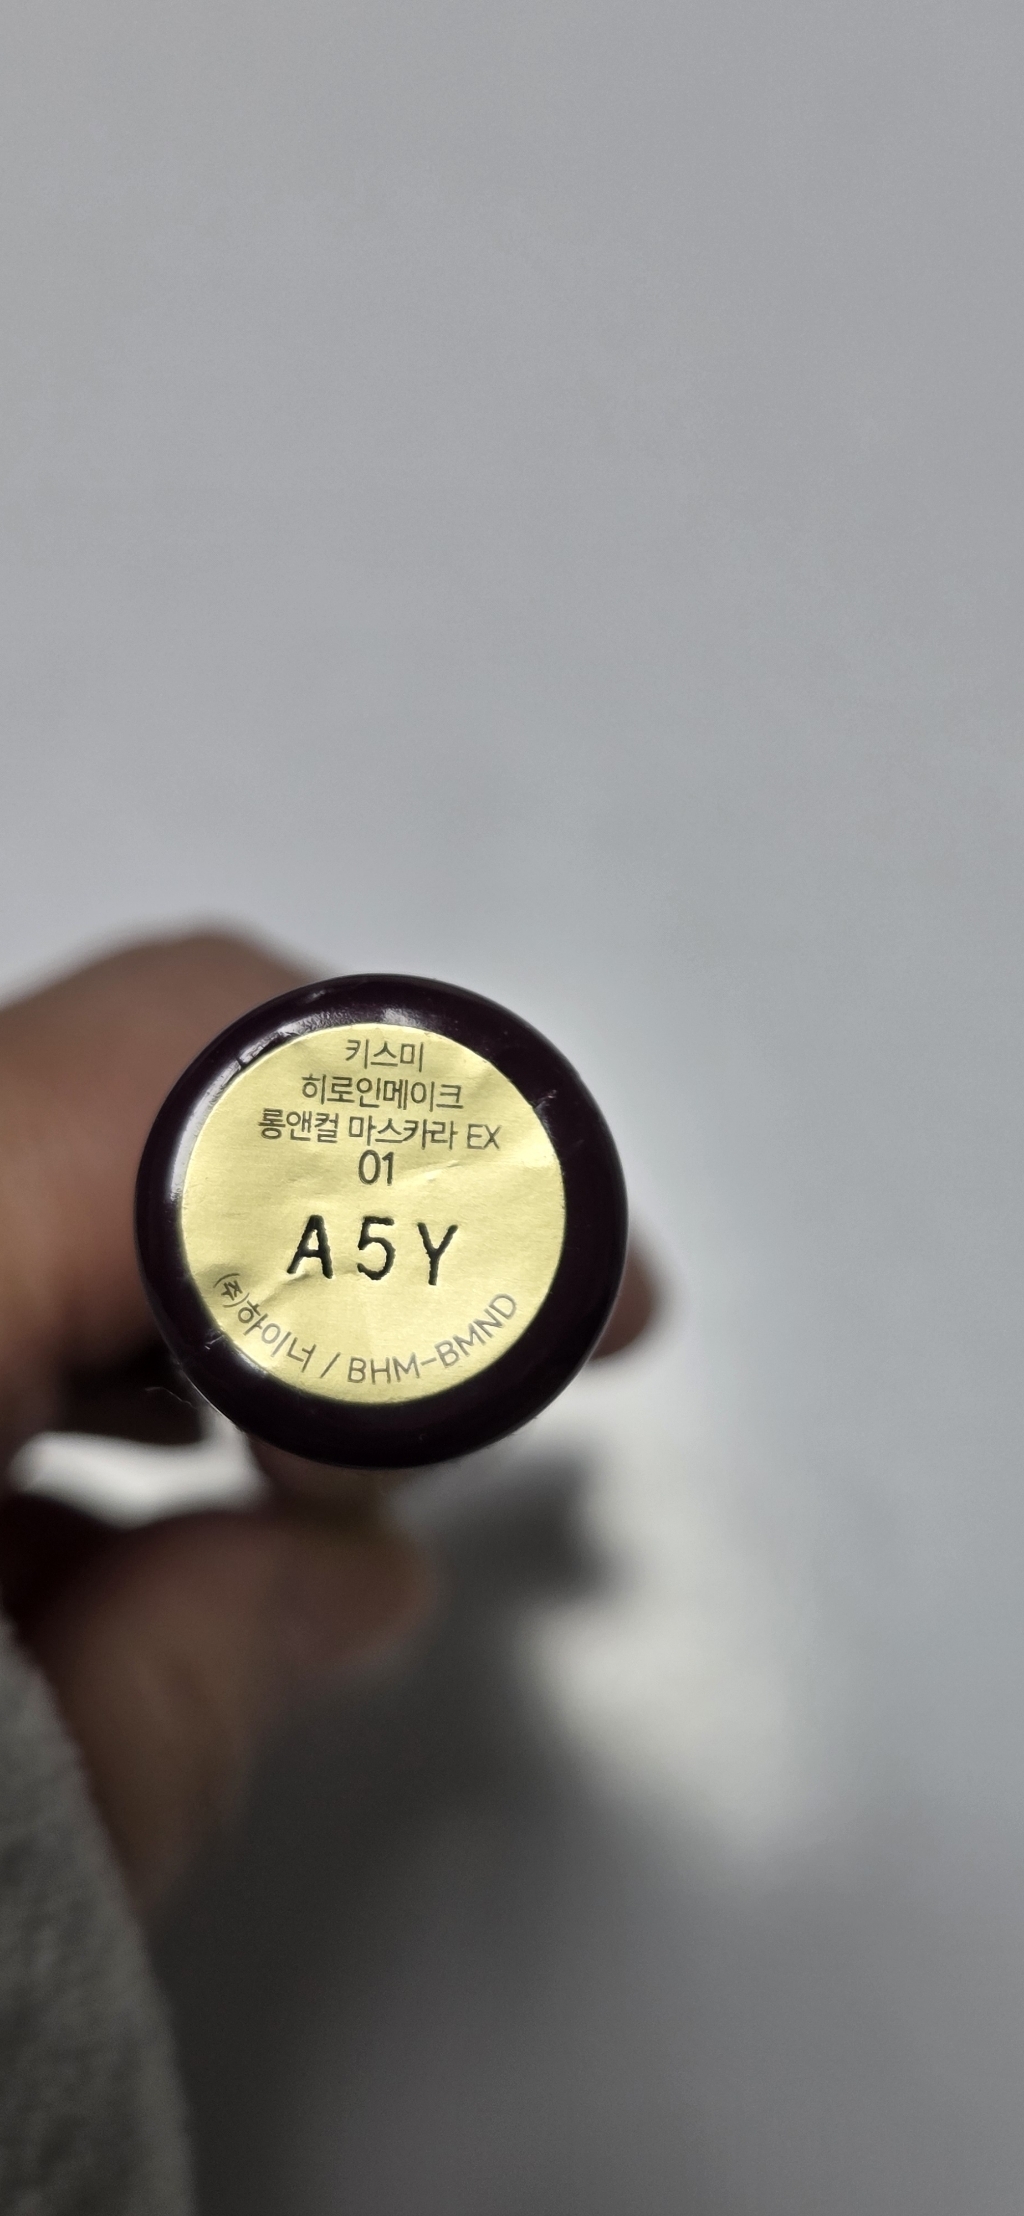 키스미
히로인메이크
롱앤컬 마스카라 EX
01
A5Y
(주)하이너 / BHM-BMND